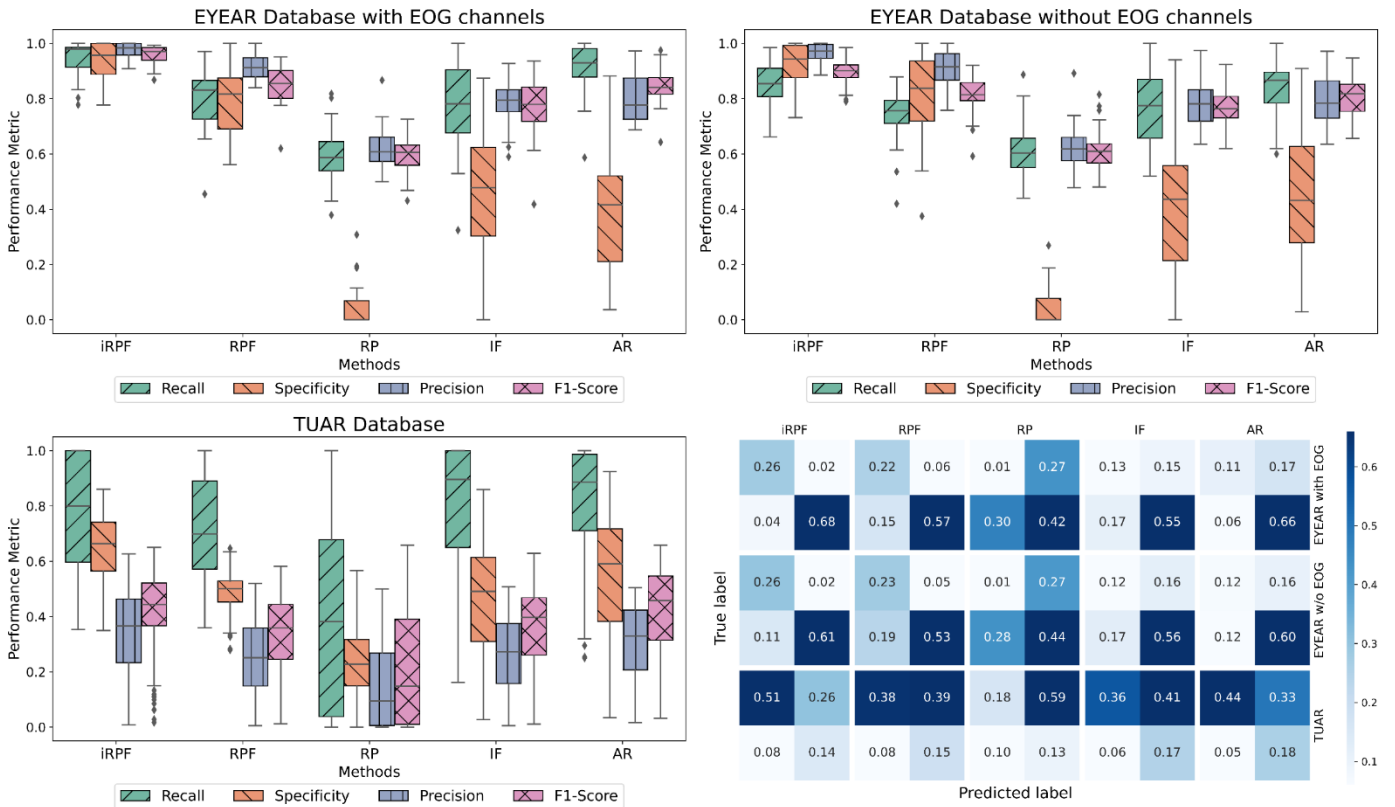 EYEAR Database with EOG channels
Performance Metric
1.0
0.8
0.6
0.4
0.2
0.0
iRPF RPF RP IF AR
Methods
Recall Specificity Precision F1-Score
EYEAR Database without EOG channels
Performance Metric
1.0
0.8
0.6
0.4
0.2
0.0
iRPF RPF RP IF AR
Methods
Recall Specificity Precision F1-Score
TUAR Database
Performance Metric
1.0
0.8
0.6
0.4
0.2
0.0
iRPF RPF RP IF AR
Methods
Recall Specificity Precision F1-Score
iRPF RPF RP IF AR
True label
0.26 0.02 0.22 0.06 0.01 0.27 0.13 0.15 0.11 0.17
0.04 0.68 0.15 0.57 0.30 0.42 0.17 0.55 0.06 0.66
EYEAR with EOG
0.26 0.02 0.23 0.05 0.01 0.27 0.12 0.16 0.12 0.16
0.11 0.61 0.19 0.53 0.28 0.44 0.17 0.56 0.12 0.60
EYEAR w/o EOG
0.51 0.26 0.38 0.39 0.18 0.59 0.36 0.41 0.44 0.33
0.08 0.14 0.08 0.15 0.10 0.13 0.06 0.17 0.05 0.18
TUAR
Predicted label
0.6
0.5
0.4
0.3
0.2
0.1